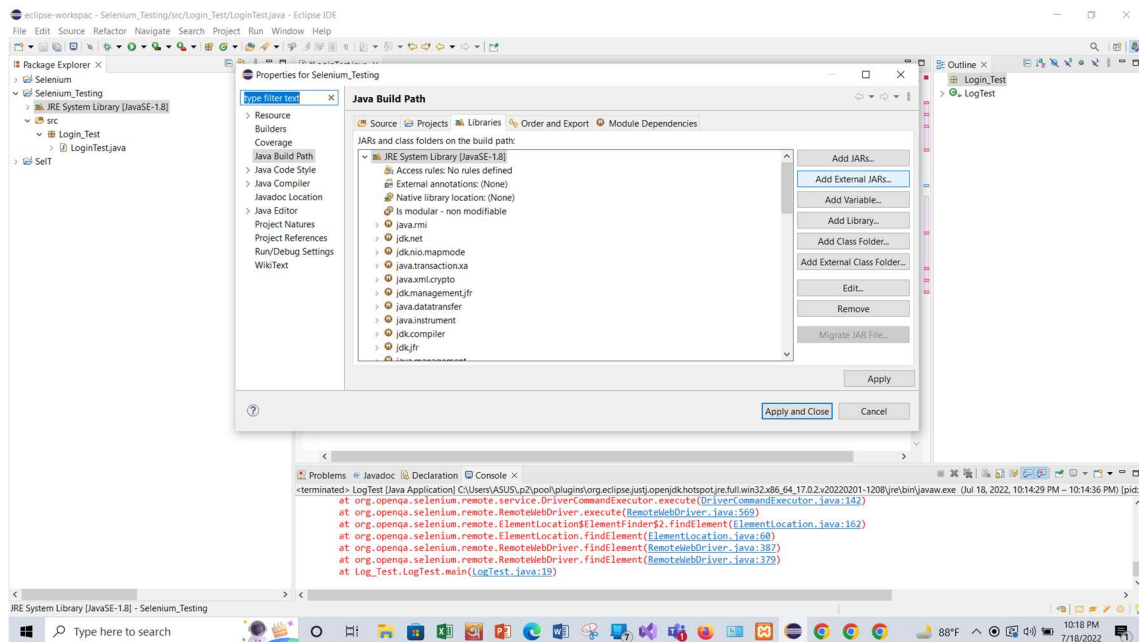 eclipse-workspac - Selenium_Testing/src/Login_Test/LoginTest.java - Eclipse IDE
File Edit Source Refactor Navigate Search Project Run Window Help
Package Explorer
Selenium
Selenium_Testing
JRE System Library [JavaSE-1.8]
src
Login_Test
LoginTest.java
SelT
Properties for Selenium_Testing
type filter text
Resource
Builders
Coverage
Java Build Path
Java Code Style
Java Compiler
Javadoc Location
Java Editor
Project Natures
Project References
Run/Debug Settings
WikiText
Java Build Path
Source Projects Libraries Order and Export Module Dependencies
JARs and class folders on the build path:
JRE System Library [JavaSE-1.8]
Access rules: No rules defined
External annotations: (None)
Native library location: (None)
Is modular - non modifiable
java.rmi
jdk.net
jdk.nio.mapmode
java.transaction.xa
java.xml.crypto
jdk.management.jfr
java.datatransfer
java.instrument
jdk.compiler
jdk.jfr
java.management
Add JARs...
Add External JARs...
Add Variable...
Add Library...
Add Class Folder...
Add External Class Folder...
Edit...
Remove
Migrate JAR File...
Apply
Apply and Close Cancel
Outline
Login_Test
LogTest
Problems Javadoc Declaration Console
<terminated> LogTest [Java Application] C:\Users\ASUS\.p2\pool\plugins\org.eclipse.justj.openjdk.hotspot.jre.full.win32.x86_64_17.0.2.v20220201-1208\jre\bin\javaw.exe (Jul 18, 2022, 10:14:29 PM – 10:14:36 PM) [pid:
at org.openqa.selenium.remote.service.DriverCommandExecutor.execute(DriverCommandExecutor.java:142)
at org.openqa.selenium.remote.RemoteWebDriver.execute(RemoteWebDriver.java:569)
at org.openqa.selenium.remote.ElementLocation$ElementFinder$2.findElement(ElementLocation.java:162)
at org.openqa.selenium.remote.ElementLocation.findElement(ElementLocation.java:60)
at org.openqa.selenium.remote.RemoteWebDriver.findElement(RemoteWebDriver.java:387)
at org.openqa.selenium.remote.RemoteWebDriver.findElement(RemoteWebDriver.java:379)
at Log_Test.LogTest.main(LogTest.java:19)
JRE System Library [JavaSE-1.8] - Selenium_Testing
Type here to search
88°F
10:18 PM
7/18/2022